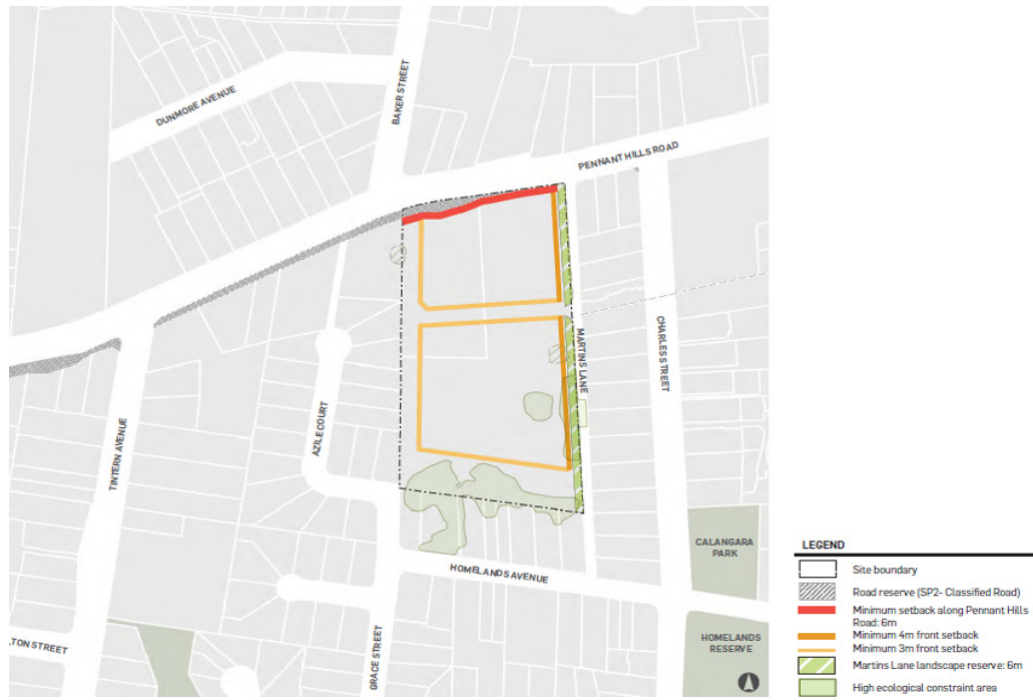 DUNMORE AVENUE
BAKER STREET
PENNANT HILLS ROAD
MARTINS LANE
CHARLES STREET
TINTERN AVENUE
AZILE COURT
CALANGARA
PARK
HOMELANDS AVENUE
HOMELANDS
RESERVE
LTON STREET
GRACE STREET
LEGEND
Site boundary
Road reserve (SP2- Classified Road)
Minimum setback along Pennant Hills
Road: 6m
Minimum 4m front setback
Minimum 3m front setback
Martins Lane landscape reserve: 6m
High ecological constraint area